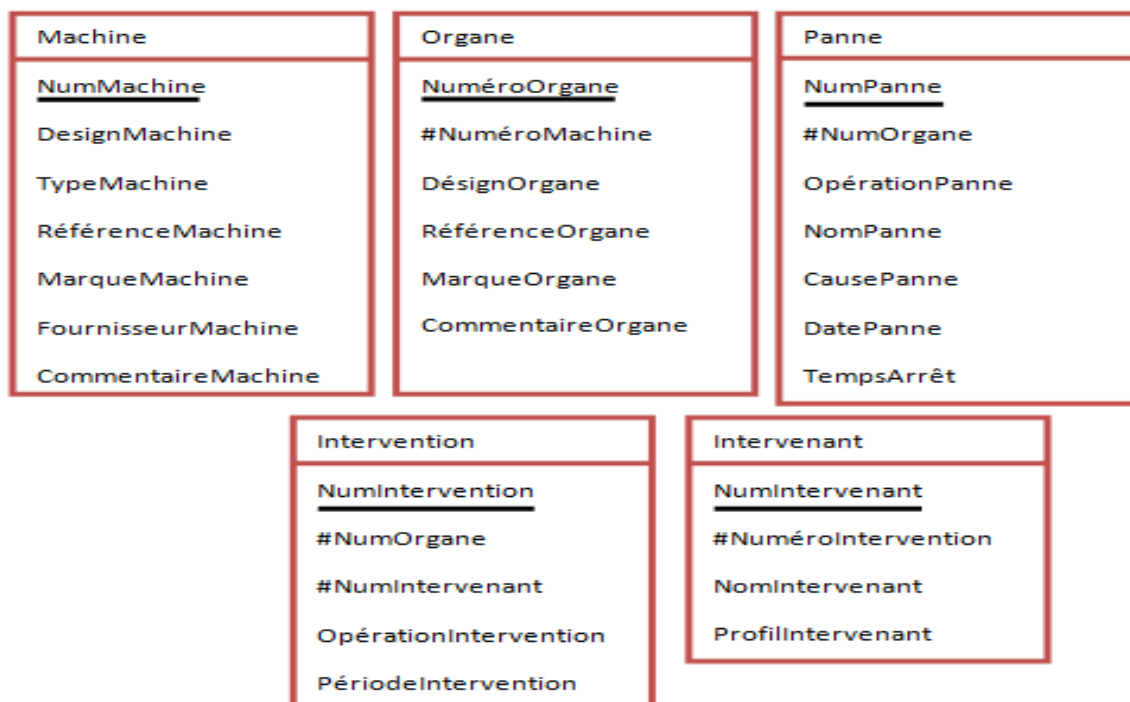 Machine
NumMachine
DesignMachine
TypeMachine
RéférenceMachine
MarqueMachine
FournisseurMachine
CommentaireMachine
Organe
NuméroOrgane
#NuméroMachine
DésignOrgane
RéférenceOrgane
MarqueOrgane
CommentaireOrgane
Panne
NumPanne
#NumOrgane
OpérationPanne
NomPanne
CausePanne
DatePanne
TempsArrêt
Intervention
NumIntervention
#NumOrgane
#NumIntervenant
OpérationIntervention
PériodeIntervention
Intervenant
NumIntervenant
#NuméroIntervention
NomIntervenant
ProfilIntervenant